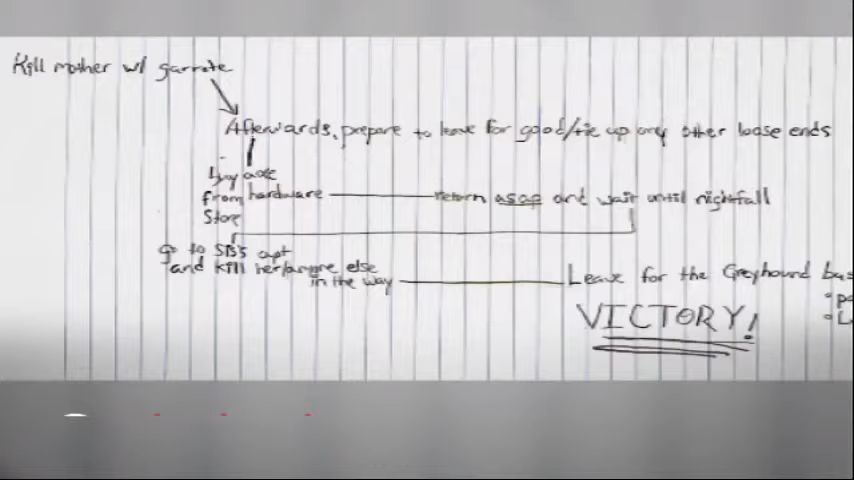 Kill mother w/ garrote
Afterwards, prepare to leave for good/tie up any other loose ends
Buy axe
from hardware
store
return asap and wait until nightfall
go to Sis's apt
and kill her/anyone else
in the way
Leave for the Greyhound bus
VICTORY!